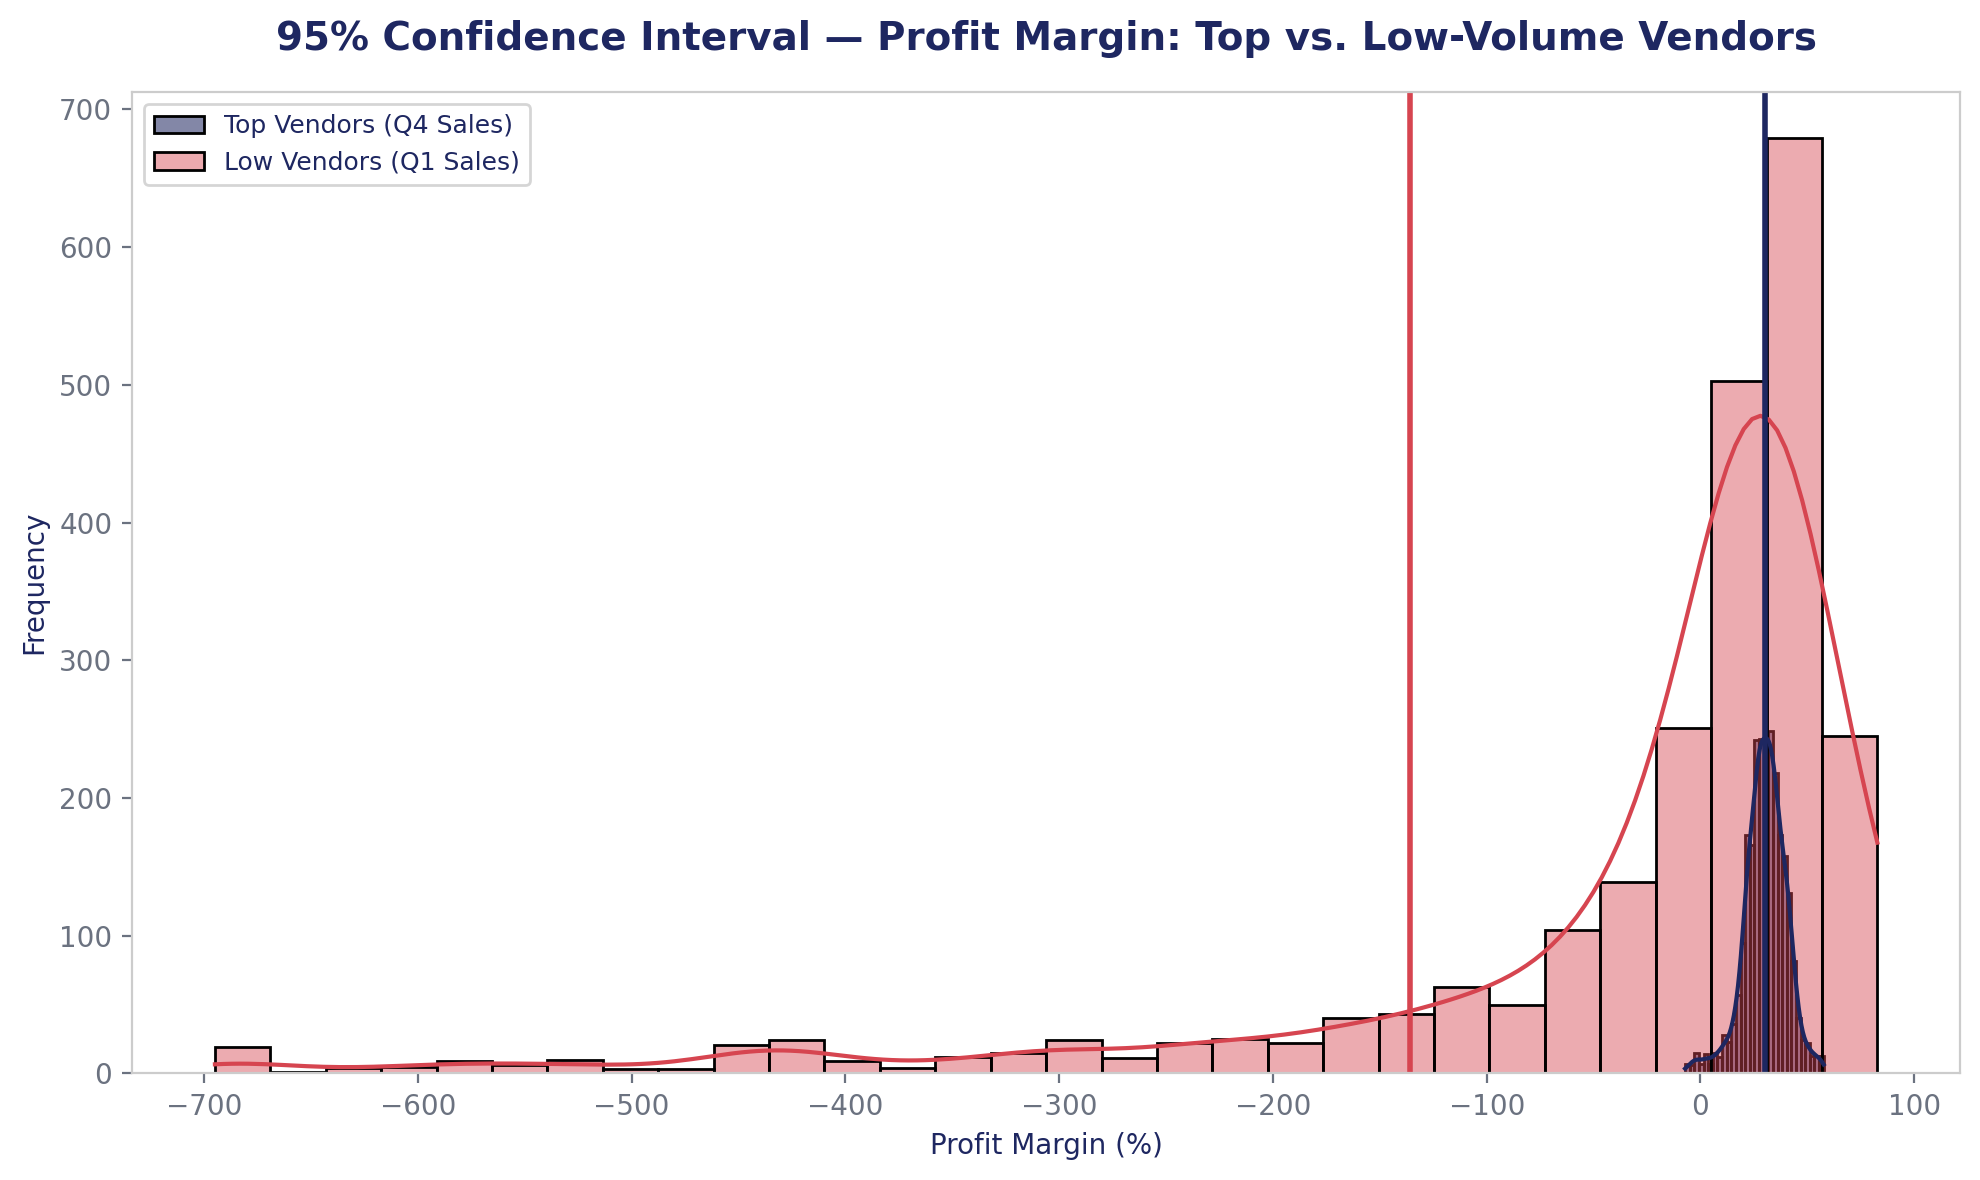 95% Confidence Interval — Profit Margin: Top vs. Low-Volume Vendors
Top Vendors (Q4 Sales)
Low Vendors (Q1 Sales)
700
600
500
400
300
200
100
0
Frequency
−700 −600 −500 −400 −300 −200 −100 0 100
Profit Margin (%)